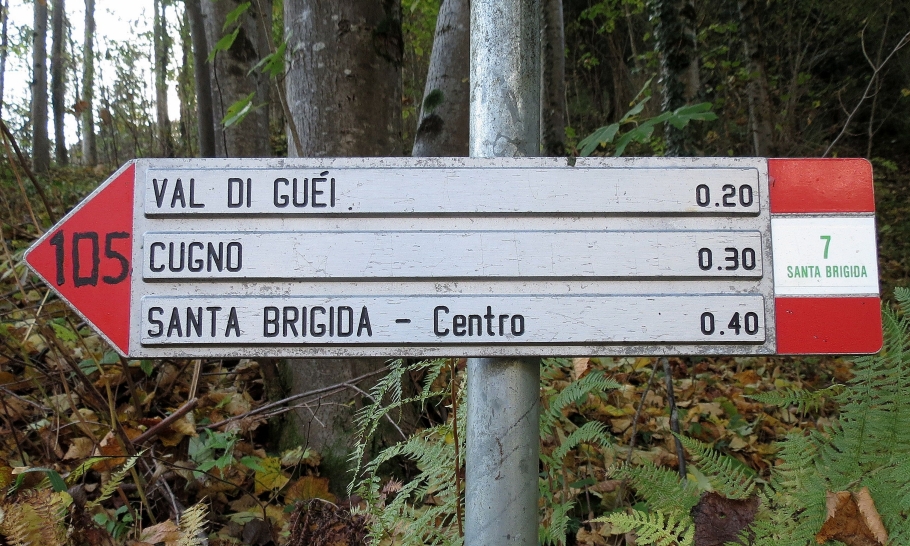 105
VAL DI GUÉI 0.20
CUGNO 0.30
SANTA BRIGIDA - Centro 0.40
7
SANTA BRIGIDA